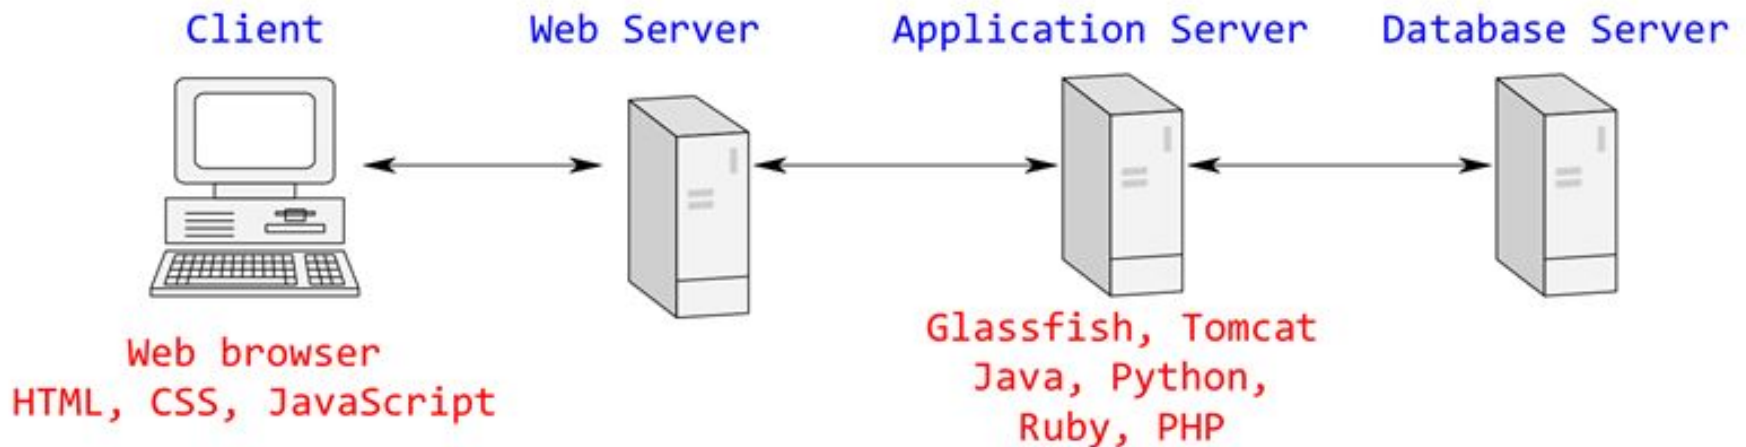 Client
Web Server
Application Server
Database Server
Web browser
HTML, CSS, JavaScript
Glassfish, Tomcat
Java, Python,
Ruby, PHP